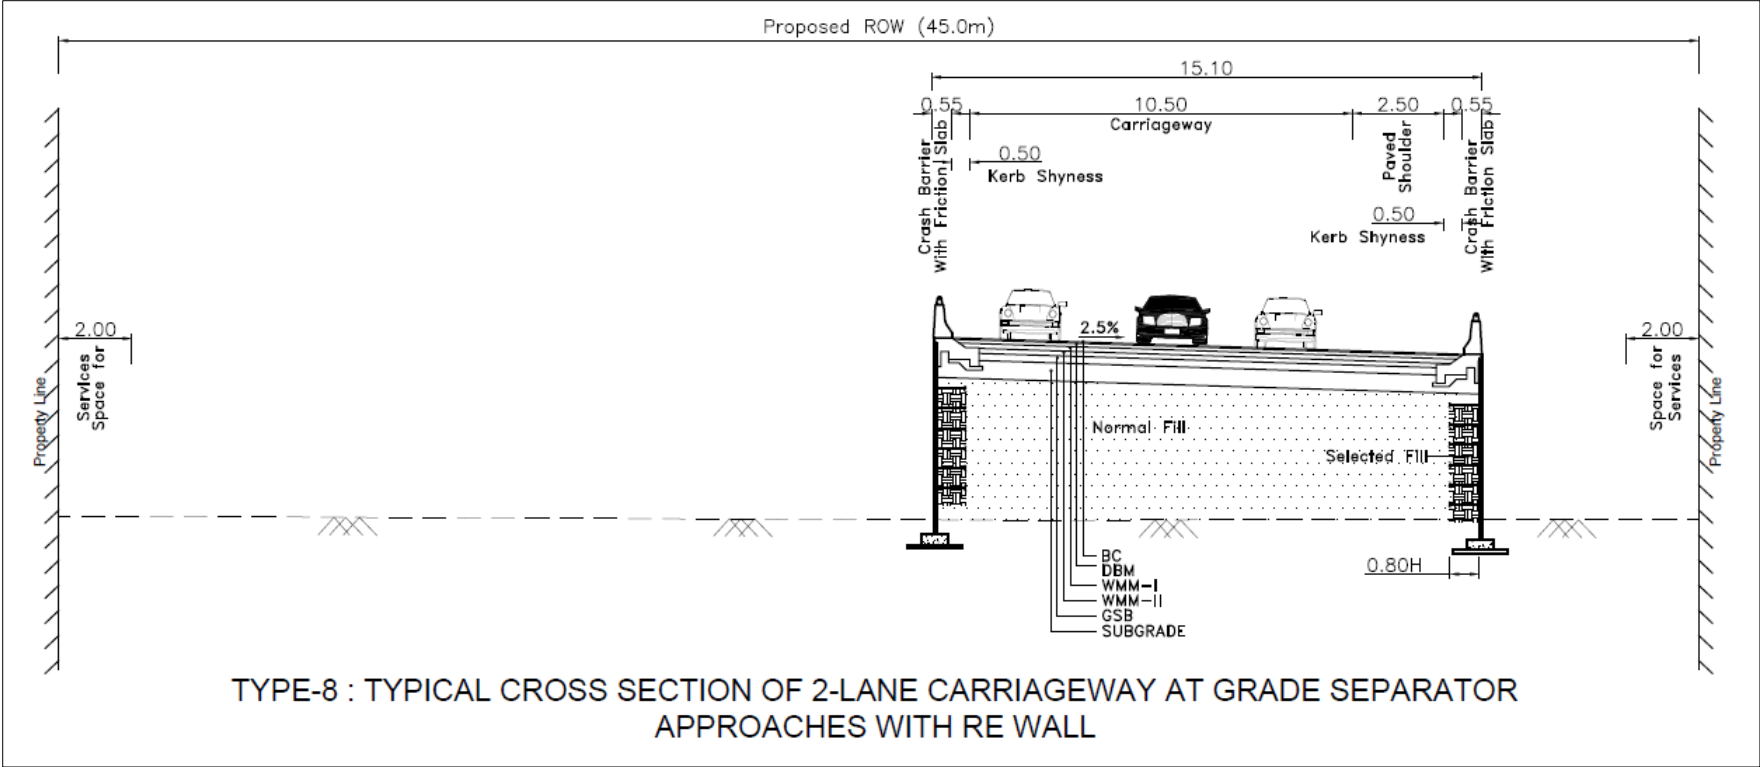 Proposed ROW (45.0m)
15.10
0.55
10.50
2.50
0.55
Carriageway
Crash Barrier
With Friction Slab
0.50
Kerb Shyness
Paved
Shoulder
0.50
Kerb Shyness
Crash Barrier
With Friction Slab
2.00
Services
Space for
Property Line
2.5%
2.00
Space for
Services
Property Line
Normal Fill
Selected Fill
0.80H
BC
DBM
WMM-I
WMM-II
GSB
SUBGRADE
TYPE-8 : TYPICAL CROSS SECTION OF 2-LANE CARRIAGEWAY AT GRADE SEPARATOR
APPROACHES WITH RE WALL